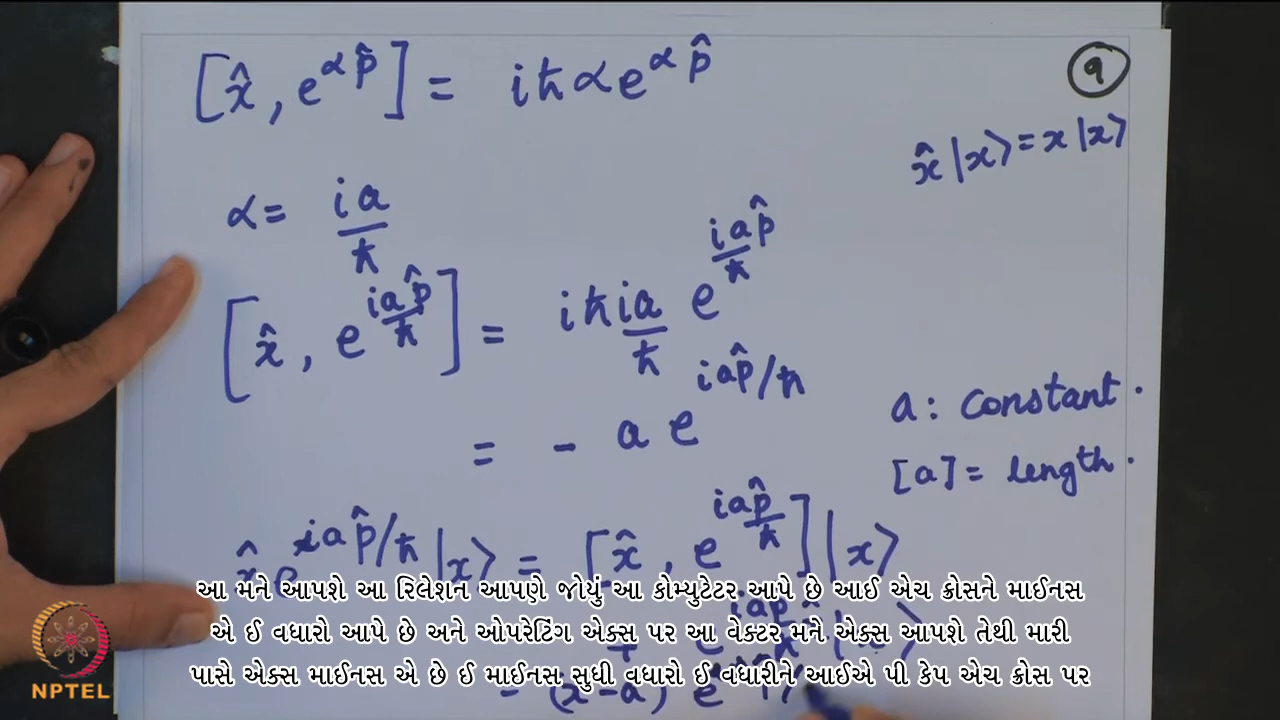 [x̂, e^{αp̂}] = iħαe^{αp̂}
9
x̂|x⟩ = x|x⟩
α = ia/ħ
[x̂, e^{iap̂/ħ}] = iħ ia/ħ e^{iap̂/ħ}
= - a e^{iap̂/ħ}
a: constant.
[a] = length.
x̂ e^{iap̂/ħ}|x⟩ = [x̂, e^{iap̂/ħ}]|x⟩
(x-a) e
આ મને આપશે આ રિલેશન આપણે જોયું આ કોમ્યુટેટર આપે છે આઈ એચ ક્રોસને માઈનસ
એ ઈ વધારો આપે છે અને ઓપરેટિંગ એક્સ પર આ વેક્ટર મને એક્સ આપશે તેથી મારી
પાસે એક્સ માઈનસ એ છે ઈ માઈનસ સુધી વધારો ઈ વધારીને આઈએ પી કેપ એચ ક્રોસ પર
NPTEL